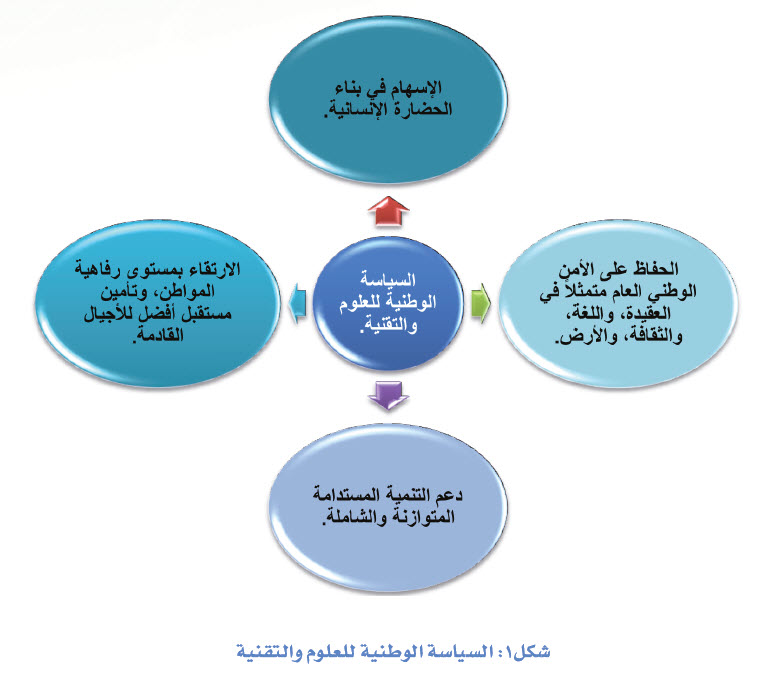 الإسهام في بناء
الحضارة الإنسانية.
الحفاظ على الأمن
الوطني العام متمثلاً في
العقيدة، واللغة،
والثقافة، والأرض.
السياسة
الوطنية للعلوم
والتقنية.
الارتقاء بمستوى رفاهية
المواطن، وتأمين
مستقبل أفضل للأجيال
القادمة.
دعم التنمية المستدامة
المتوازنة والشاملة.
شكل١: السياسة الوطنية للعلوم والتقنية